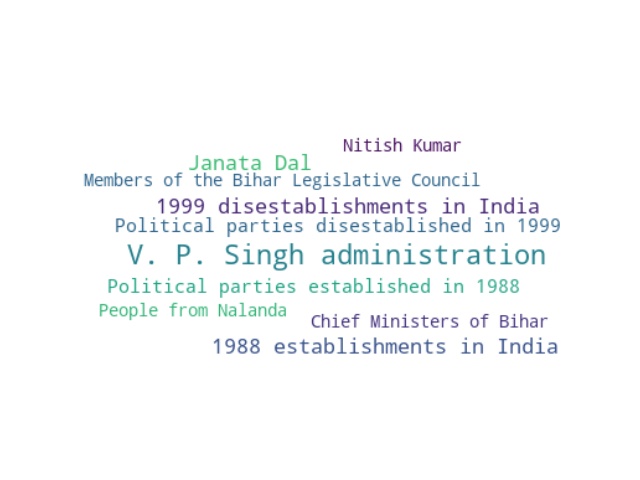 Nitish Kumar
Janata Dal
Members of the Bihar Legislative Council
1999 disestablishments in India
Political parties disestablished in 1999
V. P. Singh administration
Political parties established in 1988
People from Nalanda
Chief Ministers of Bihar
1988 establishments in India